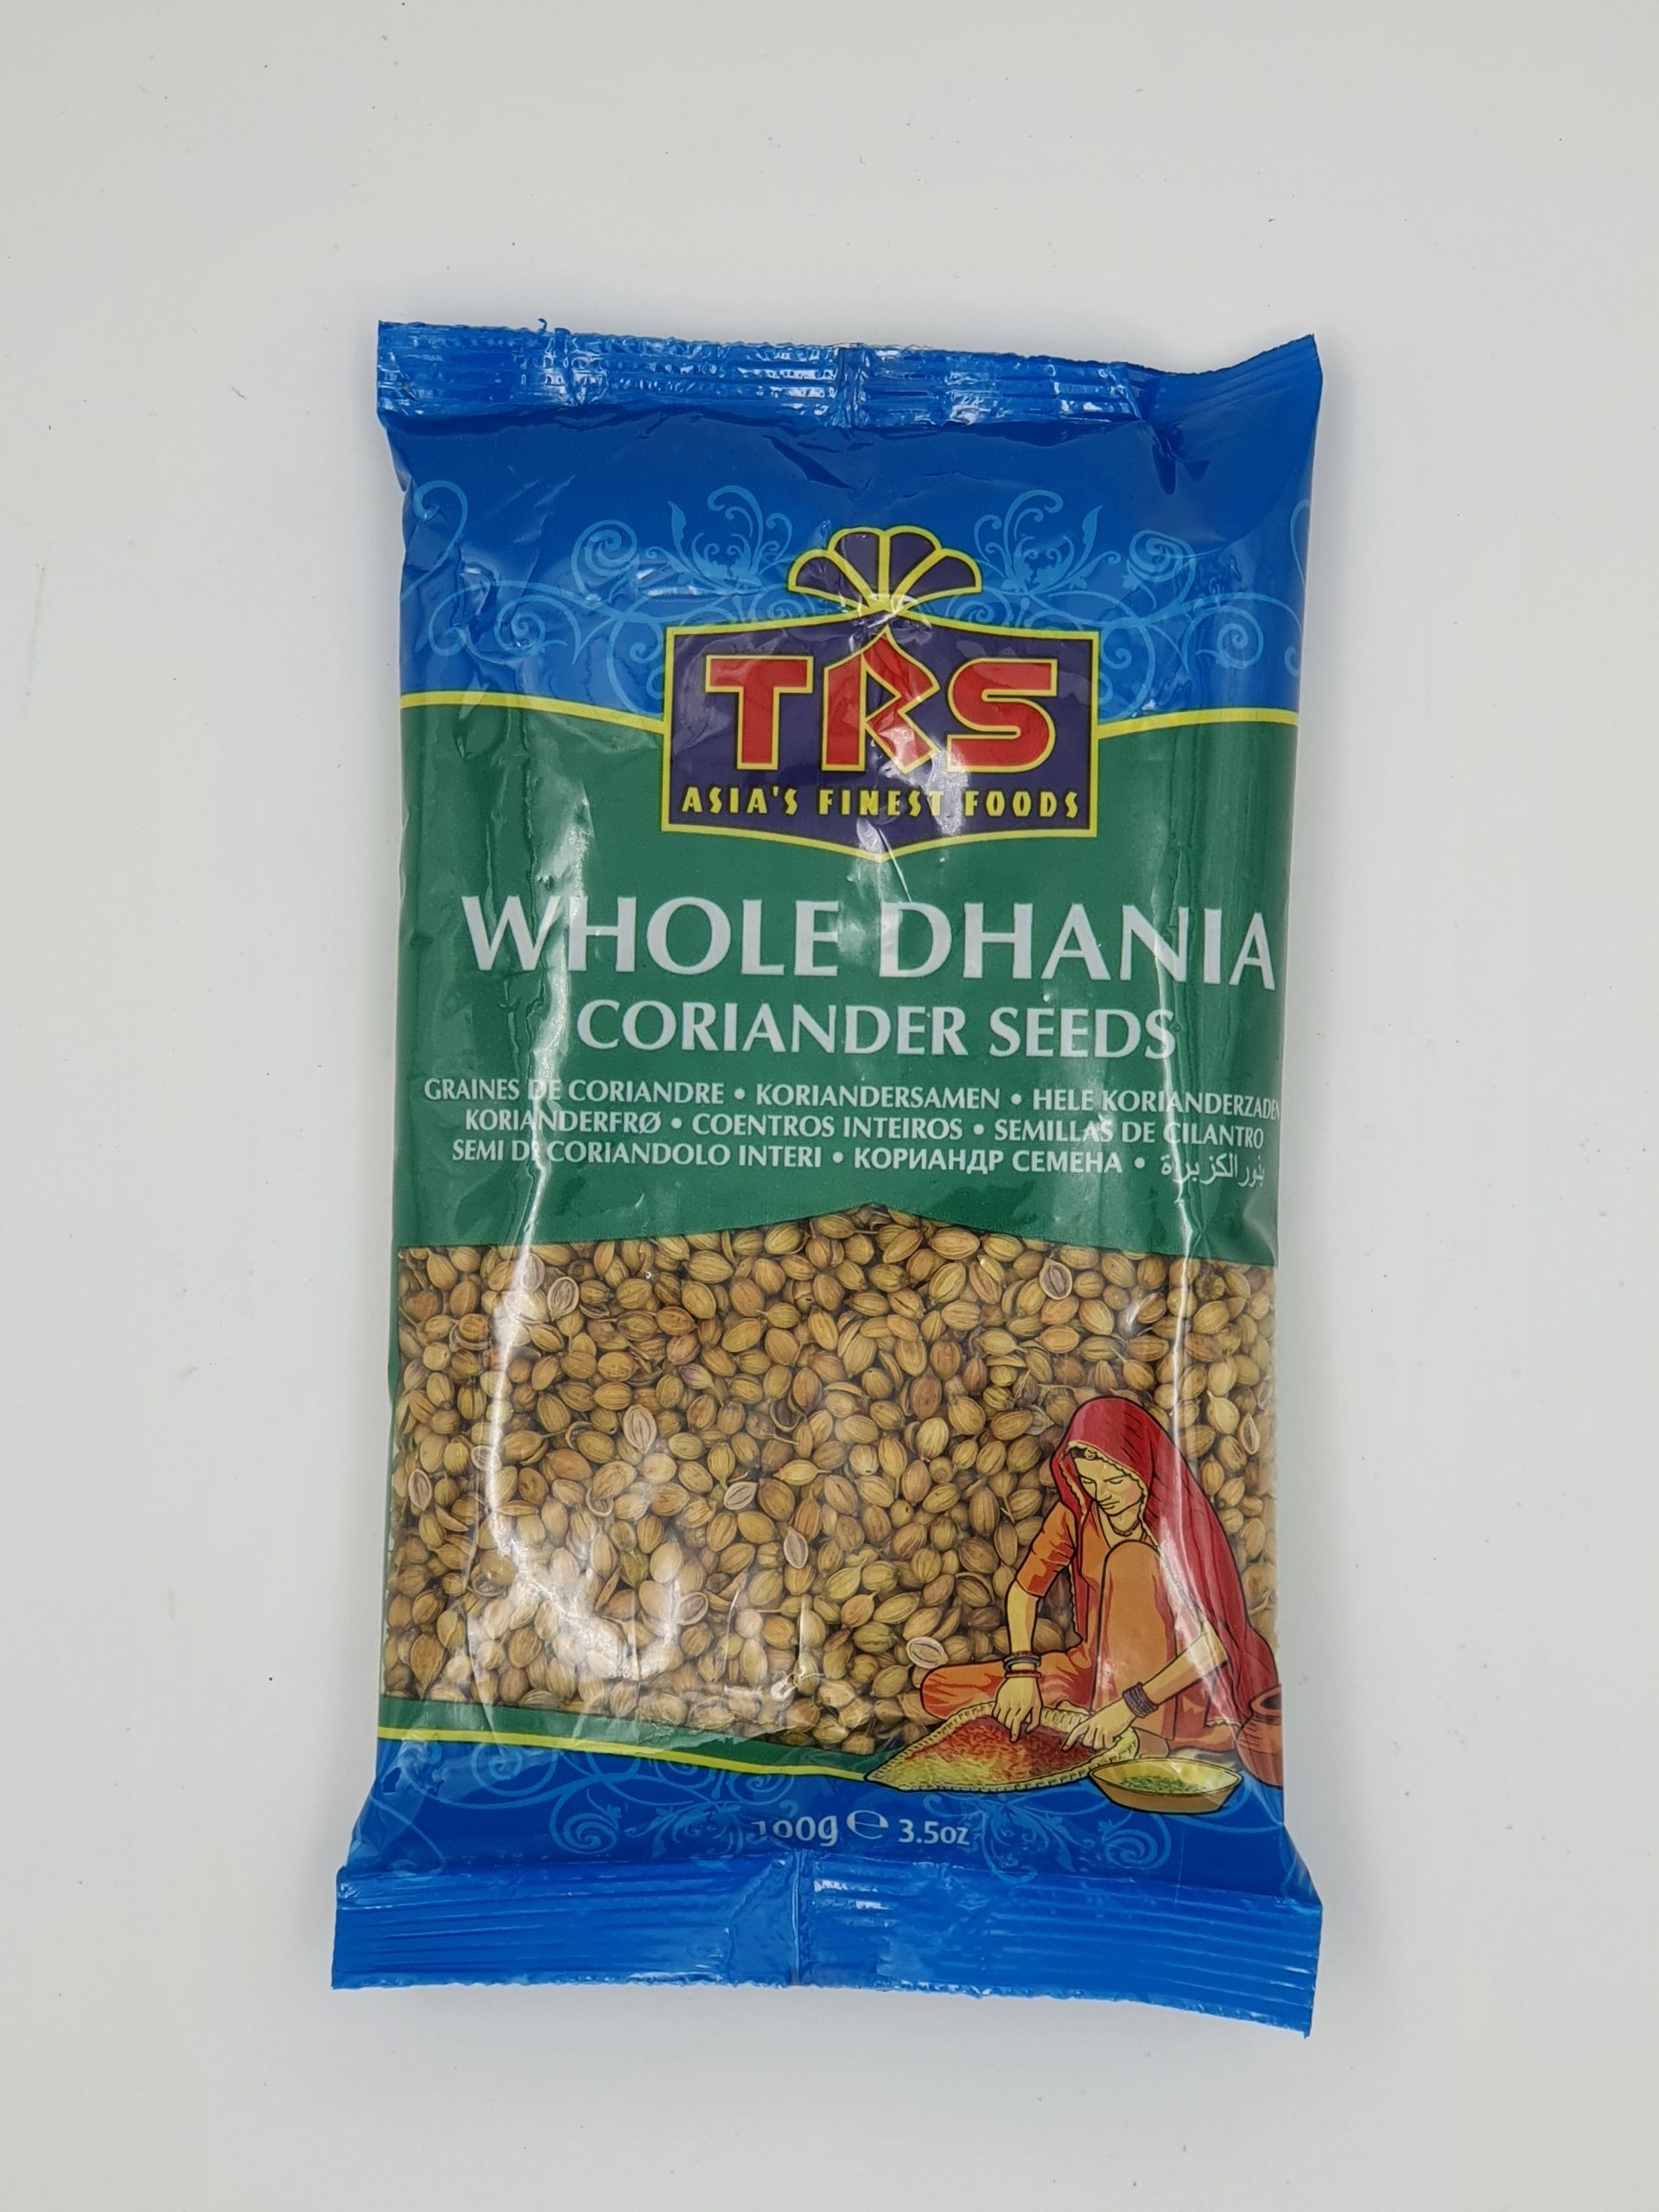 TRS
ASIA'S FINEST FOODS
WHOLE DHANIA
CORIANDER SEEDS
GRAINES DE CORIANDRE • KORIANDERSAMEN • HELE KORIANDERZADEN
KORIANDERFRØ • COENTROS INTEIROS • SEMILLAS DE CILANTRO
SEMI DI CORIANDOLO INTERI • КОРИАНДР СЕМЕНА • بذور الكزبرة
100g ℮ 3.5oz